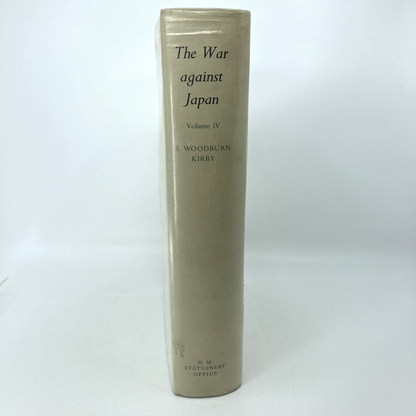 The War
against
Japan
Volume IV
S. WOODBURN
KIRBY
H. M.
STATIONERY
OFFICE